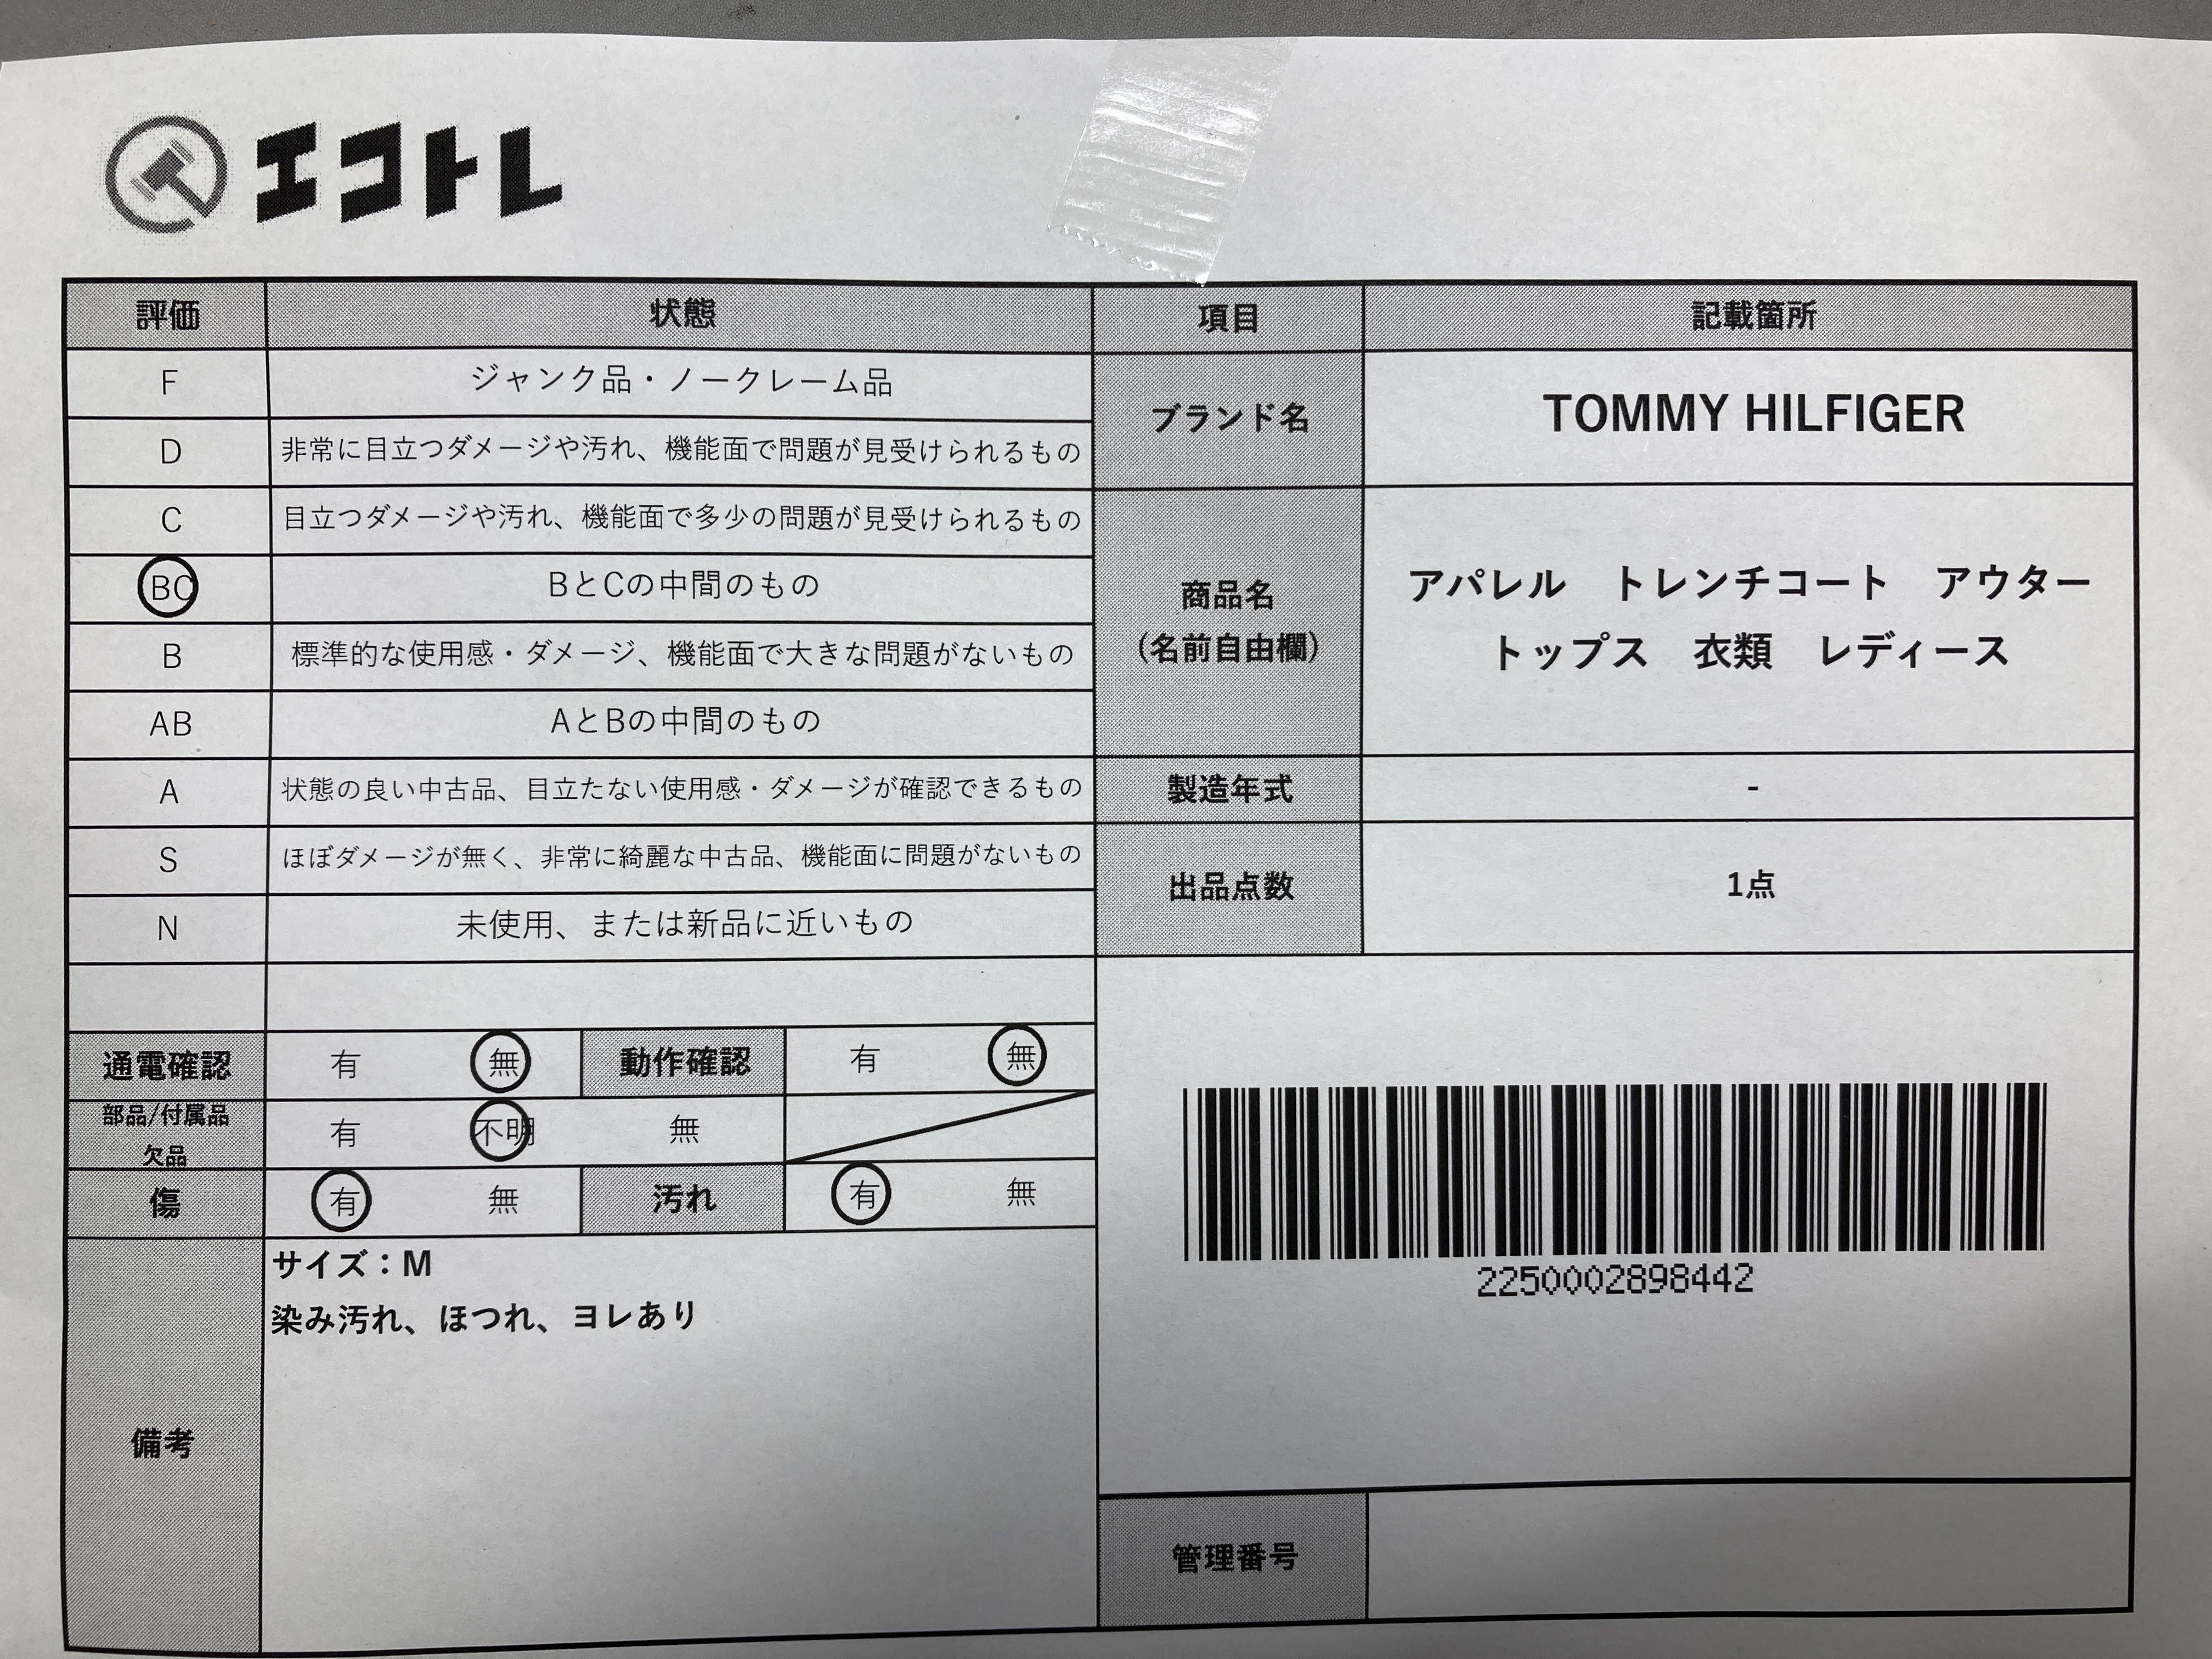 エコトレ
評価 状態 項目 記載箇所
F ジャンク品・ノークレーム品
D 非常に目立つダメージや汚れ、機能面で問題が見受けられるもの
ブランド名 TOMMY HILFIGER
C 目立つダメージや汚れ、機能面で多少の問題が見受けられるもの
BC BとCの中間のもの
B 標準的な使用感・ダメージ、機能面で大きな問題がないもの
AB AとBの中間のもの
商品名
(名前自由欄)
アパレル トレンチコート アウター
トップス 衣類 レディース
A 状態の良い中古品、目立たない使用感・ダメージが確認できるもの
製造年式 -
S ほぼダメージが無く、非常に綺麗な中古品、機能面に問題がないもの
出品点数 1点
N 未使用、または新品に近いもの
通電確認 有 無 動作確認 有 無
部品/付属品
欠品
有 不明 無
傷 有 無 汚れ 有 無
2250002898442
備考
サイズ：M
染み汚れ、ほつれ、ヨレあり
管理番号